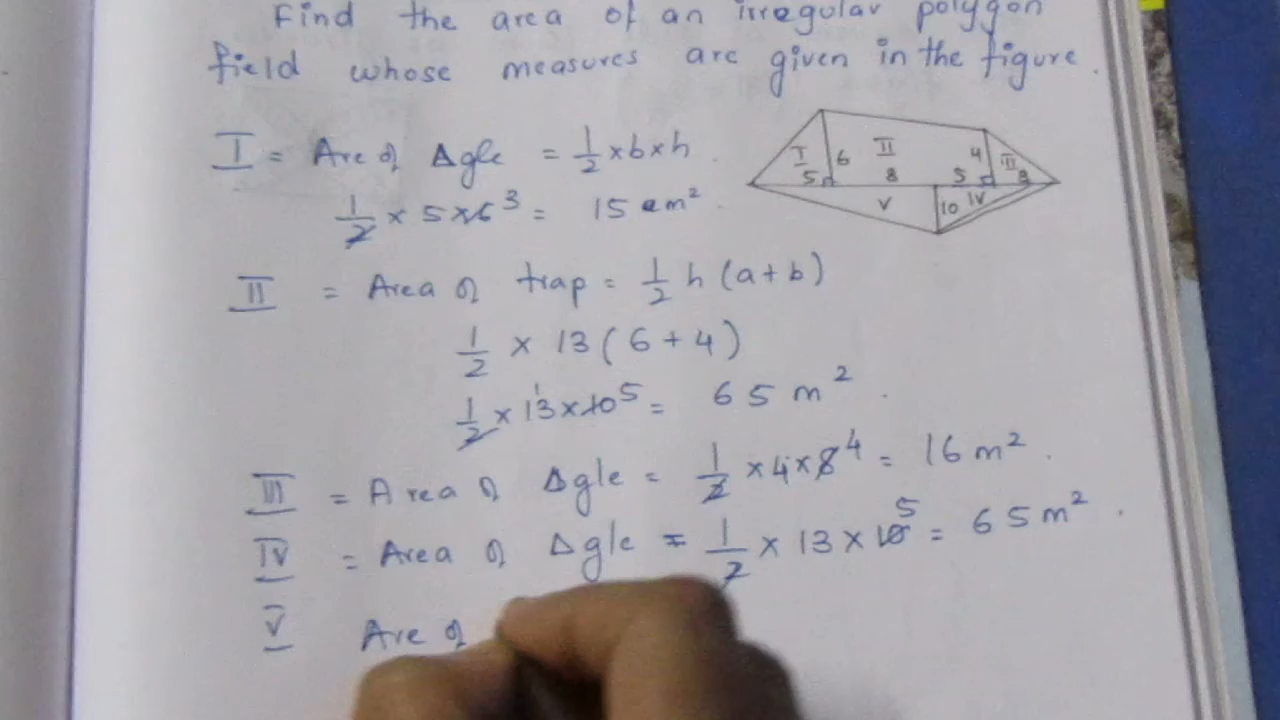 Find the area of an irregular polygon
field whose measures are given in the figure.
I = Are of Δgle = 1/2 × b × h
1/2 × 5 × 6 3 = 15 cm²
I 5 6 II 8 4 5 III 8
V 10 IV
II = Area of trap = 1/2 h (a + b)
1/2 × 13 (6 + 4)
1/2 × 13 × 10 5 = 65 m².
III = Area of Δgle = 1/2 × 4 × 8 4 = 16 m².
IV = Area of Δgle = 1/2 × 13 × 10 5 = 65 m².
V Are of